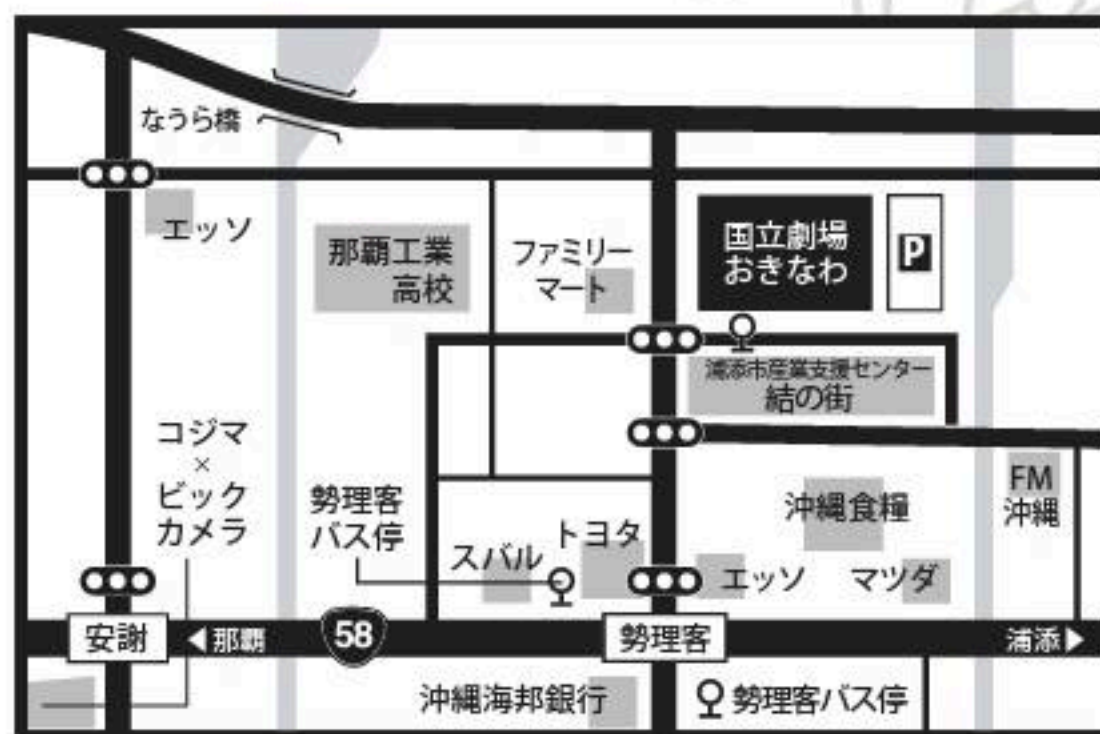 なうら橋
エッソ
那覇工業
高校
ファミリー
マート
国立劇場
おきなわ
P
浦添市産業支援センター
結の街
コジマ
×
ビック
カメラ
勢理客
バス停
スバル
トヨタ
沖縄食糧
FM
沖縄
エッソ
マツダ
安謝
◀那覇
58
勢理客
浦添▶
沖縄海邦銀行
勢理客バス停